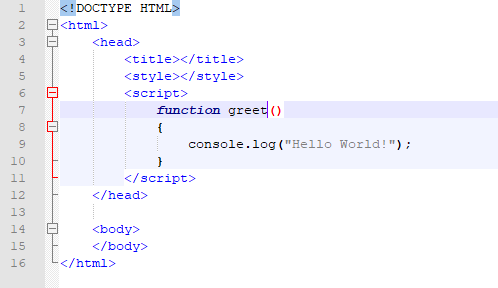 1 <!DOCTYPE HTML>
2 <html>
3 <head>
4 <title></title>
5 <style></style>
6 <script>
7 function greet()
8 {
9 console.log("Hello World!");
10 }
11 </script>
12 </head>
13
14 <body>
15 </body>
16 </html>